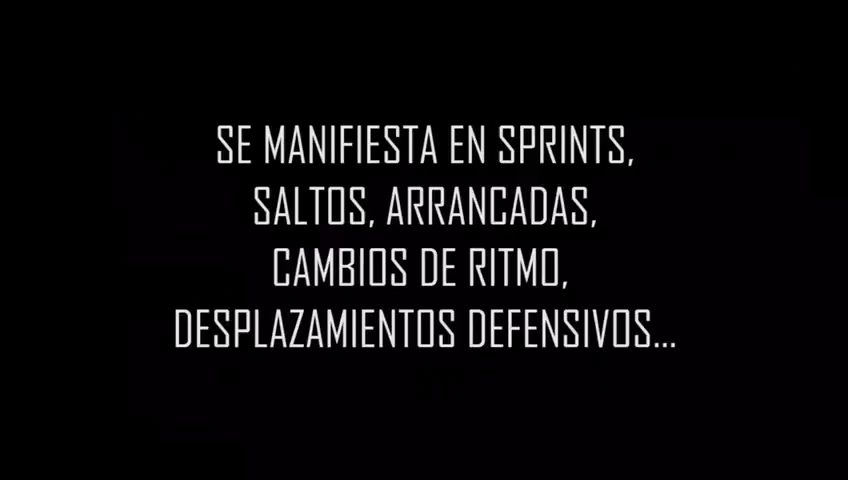 SE MANIFIESTA EN SPRINTS,
SALTOS, ARRANCADAS,
CAMBIOS DE RITMO,
DESPLAZAMIENTOS DEFENSIVOS...